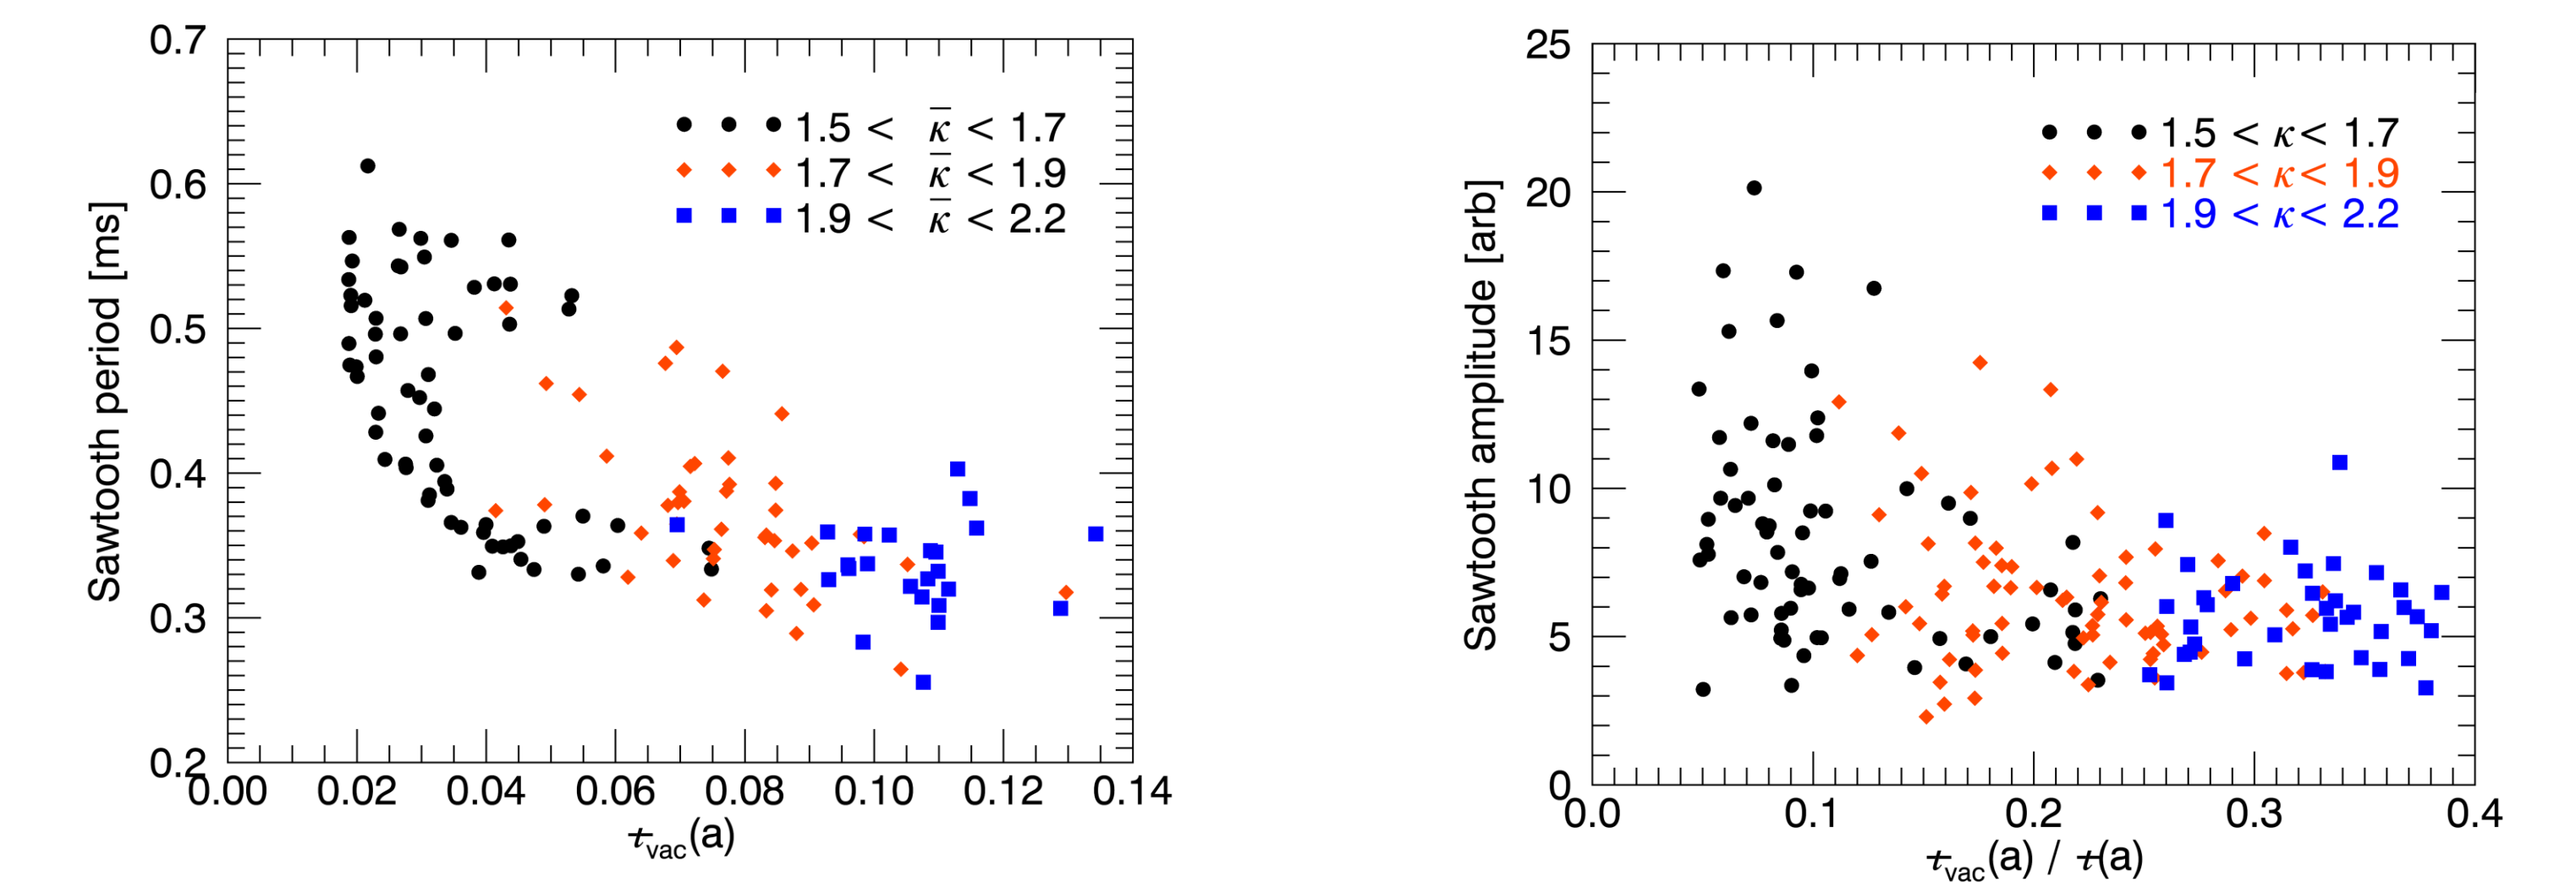 0.7
0.6
0.5
0.4
0.3
0.2
Sawtooth period [ms]
1.5 < κ̅ < 1.7
1.7 < κ̅ < 1.9
1.9 < κ̅ < 2.2
0.00 0.02 0.04 0.06 0.08 0.10 0.12 0.14
ɩvac(a)
25
20
15
10
5
0
Sawtooth amplitude [arb]
1.5 < κ < 1.7
1.7 < κ < 1.9
1.9 < κ < 2.2
0.0 0.1 0.2 0.3 0.4
ɩvac(a) / ɩ(a)